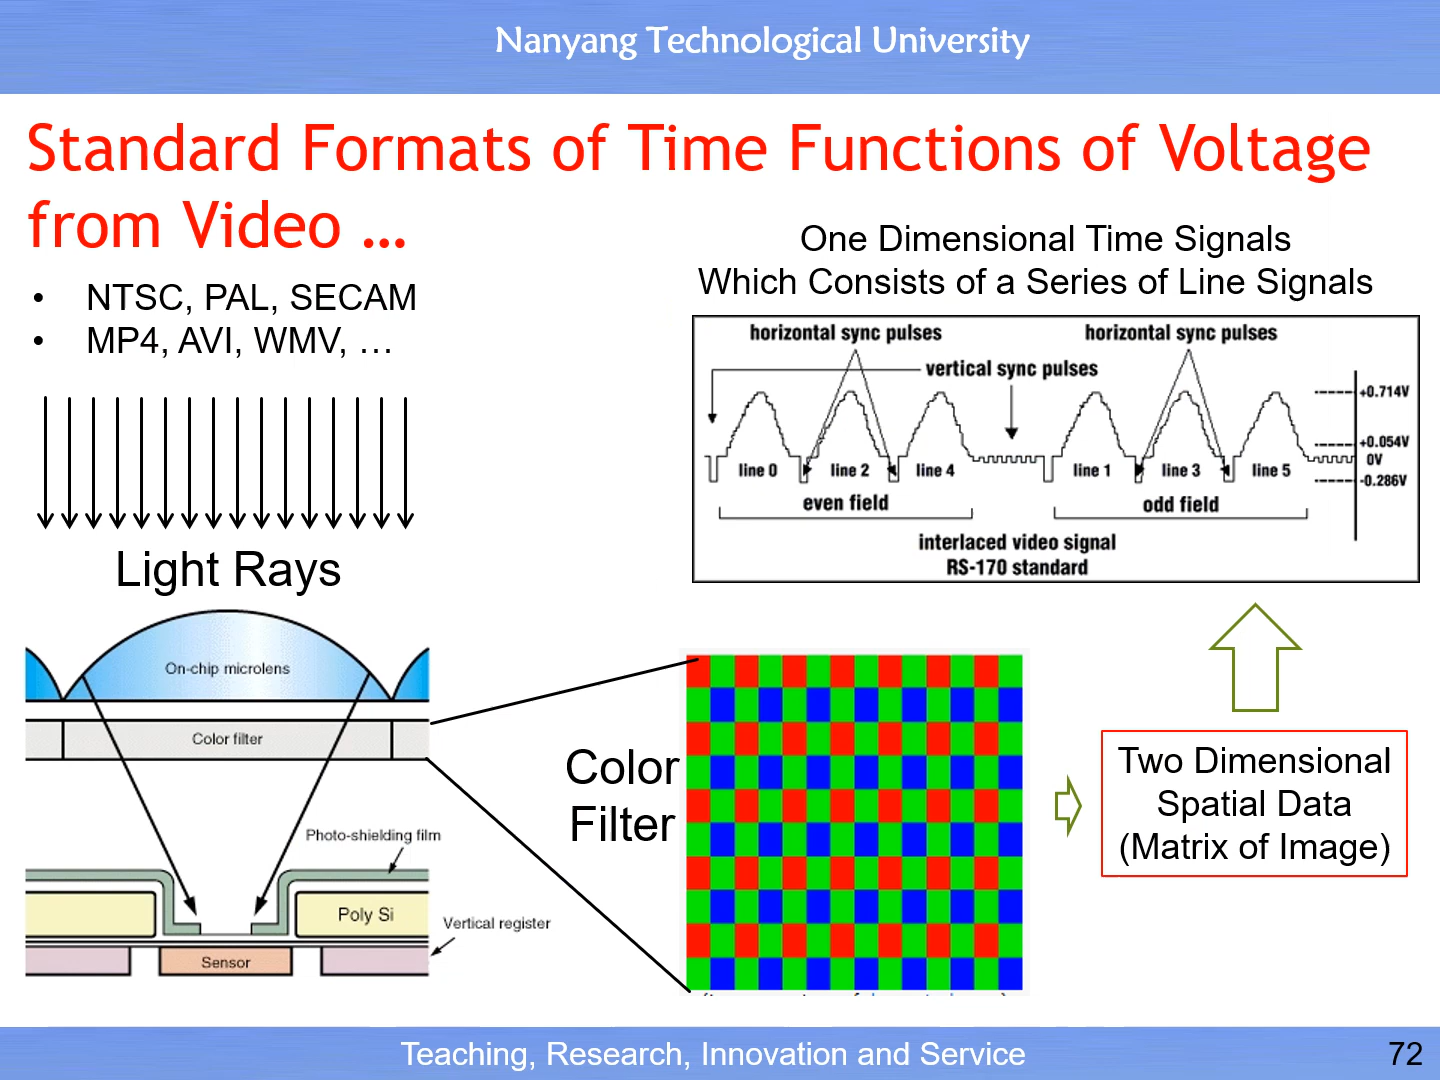 Nanyang Technological University
Standard Formats of Time Functions of Voltage
from Video ...
• NTSC, PAL, SECAM
• MP4, AVI, WMV, ...
One Dimensional Time Signals
Which Consists of a Series of Line Signals
horizontal sync pulses
horizontal sync pulses
vertical sync pulses
+0.714V
+0.054V
0V
-0.286V
line 0
line 2
line 4
line 1
line 3
line 5
even field
odd field
interlaced video signal
RS-170 standard
Light Rays
On-chip microlens
Color filter
Photo-shielding film
Poly Si
Vertical register
Sensor
Color
Filter
Two Dimensional
Spatial Data
(Matrix of Image)
Teaching, Research, Innovation and Service
72